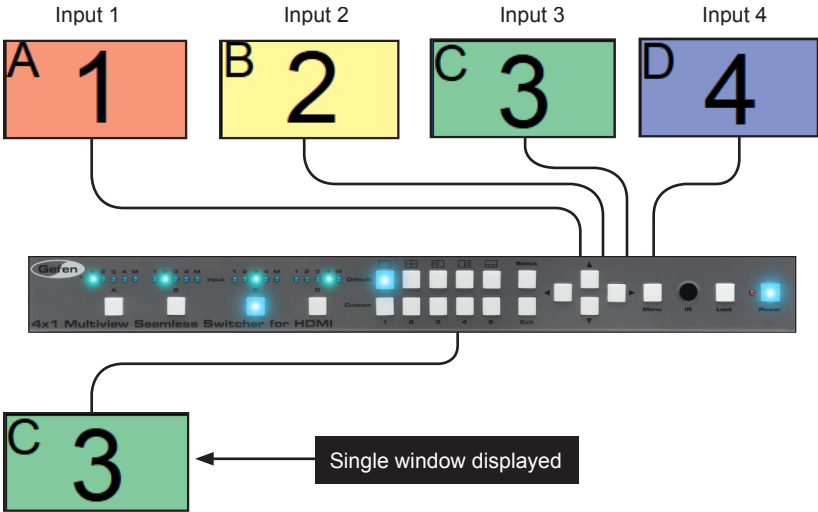 Input 1 Input 2 Input 3 Input 4
A 1 B 2 C 3 D 4
Gefen
1 2 3 4 M 1 2 3 4 M Input 1 2 3 4 M 1 2 3 4 M Default Select
A B C D
Custom
1 2 3 4 5 Exit Menu IR Lock Power
4x1 Multiview Seamless Switcher for HDMI
C 3
Single window displayed